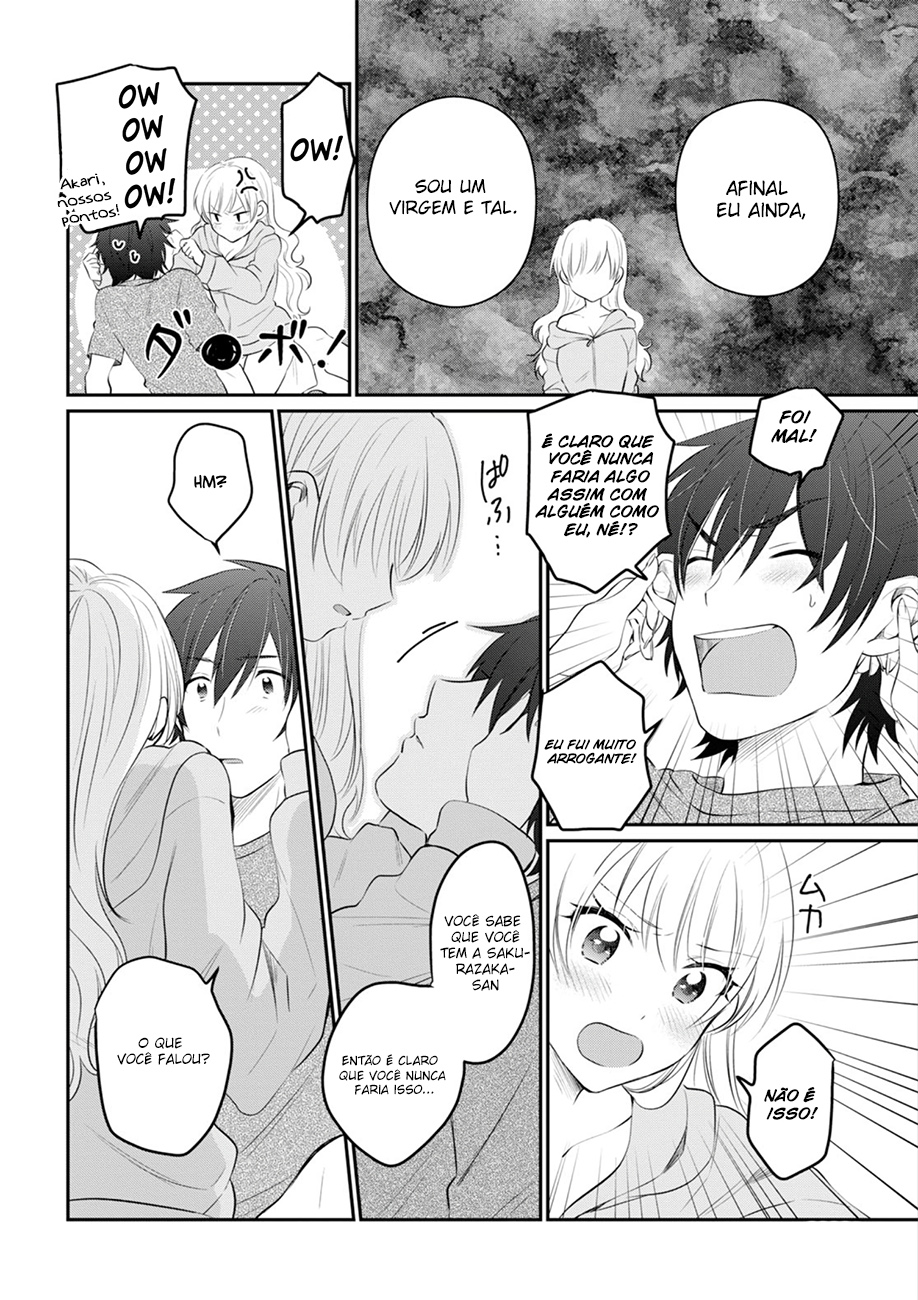 AFINAL
EU AINDA,
SOU UM
VIRGEM E TAL.
OW!
OW
OW
OW
OW!
Akari,
nossos
pontos!
ダ●ボ!
FOI
MAL!
É CLARO QUE
VOCÊ NUNCA
FARIA ALGO
ASSIM COM
ALGUÉM COMO
EU, NÉ!?
EU FUI MUITO
ARROGANTE!
ムカ
NÃO É
ISSO!
ぱふ…
VOCÊ SABE
QUE VOCÊ
TEM A SAKU-
RAZAKA-
SAN
ENTÃO É CLARO
QUE VOCÊ NUNCA
FARIA ISSO...
HM?
O QUE
VOCÊ FALOU?